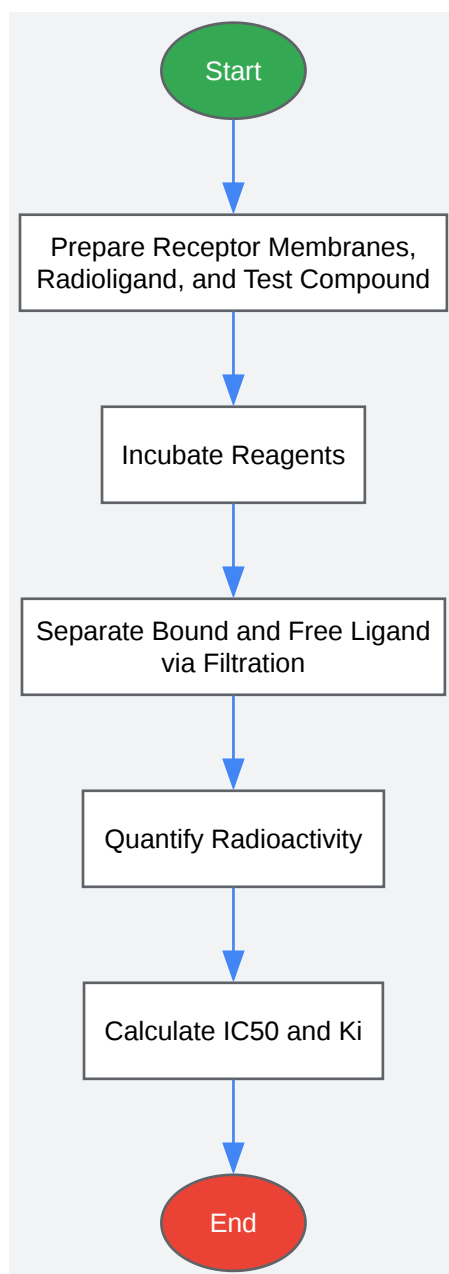 Start
Prepare Receptor Membranes,
Radioligand, and Test Compound
Incubate Reagents
Separate Bound and Free Ligand
via Filtration
Quantify Radioactivity
Calculate IC50 and Ki
End